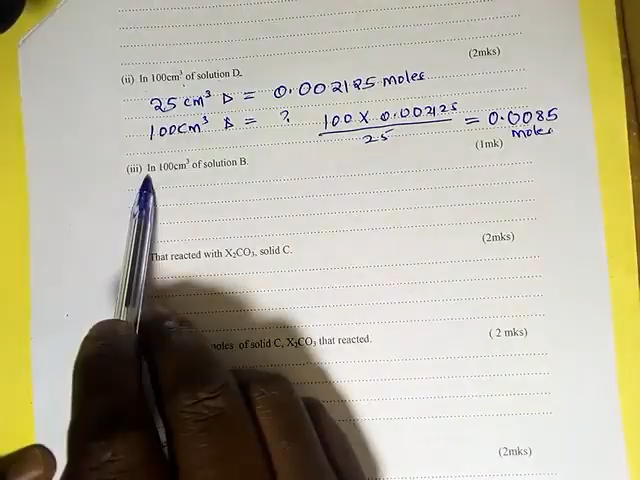 (2mks)
(ii) In 100cm³ of solution D.
25 cm³ D = 0.002125 moles
100cm³ D = ? 100 X 0.002125 / 25 = 0.0085 moles
(1mk)
(iii) In 100cm³ of solution B.
(2mks)
That reacted with X₂CO₃, solid C.
(2 mks)
moles of solid C, X₂CO₃ that reacted.
(2mks)